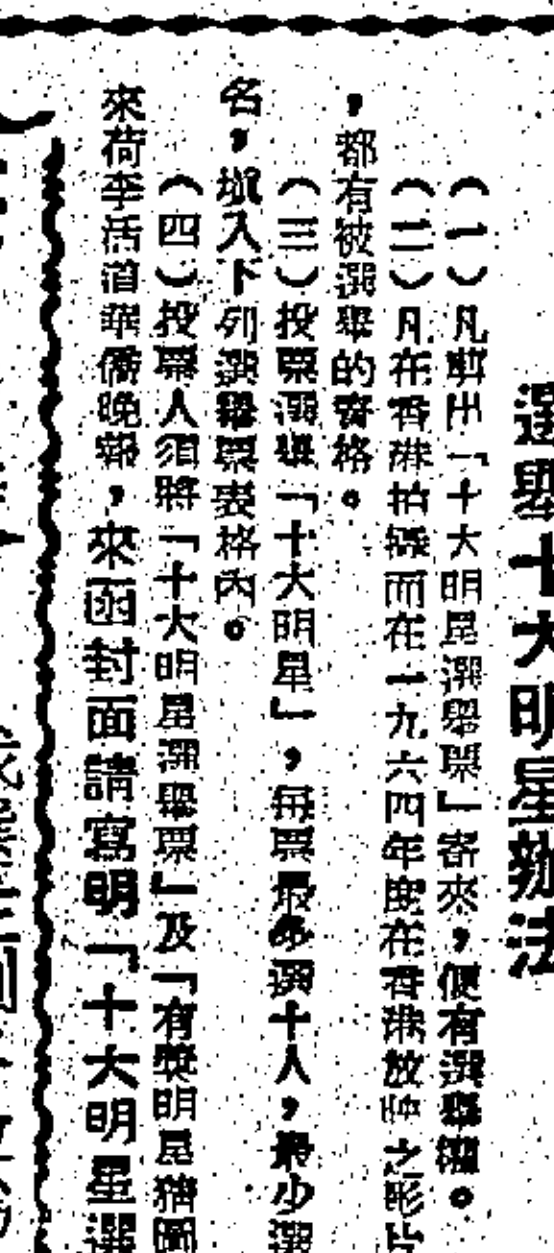 選舉十大明星辦法
（一）凡剪出「十大明星選舉票」寄來，便有選舉權。
（二）凡在香港拍攝而在一九六四年度在香港放映之影片
，都有被選舉的資格。
（三）投票選舉「十大明星」，每票最多選十人，最少選
名，填入下列選舉票表格內。
（四）投票人須將「十大明星選舉票」及「有獎明星猜圖
來荷李活道華僑晚報，來函封面請寫明「十大明星選